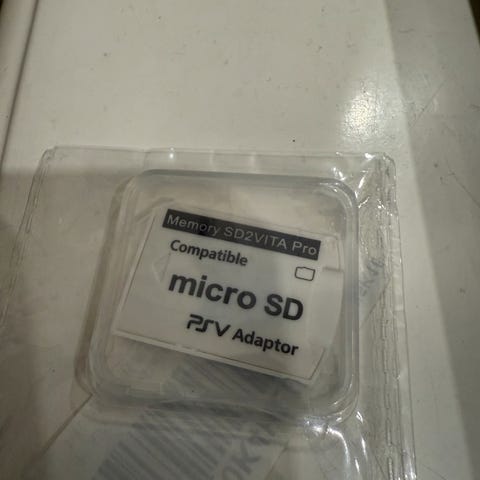 Memory SD2VITA Pro
Compatible
micro SD
PSV Adaptor